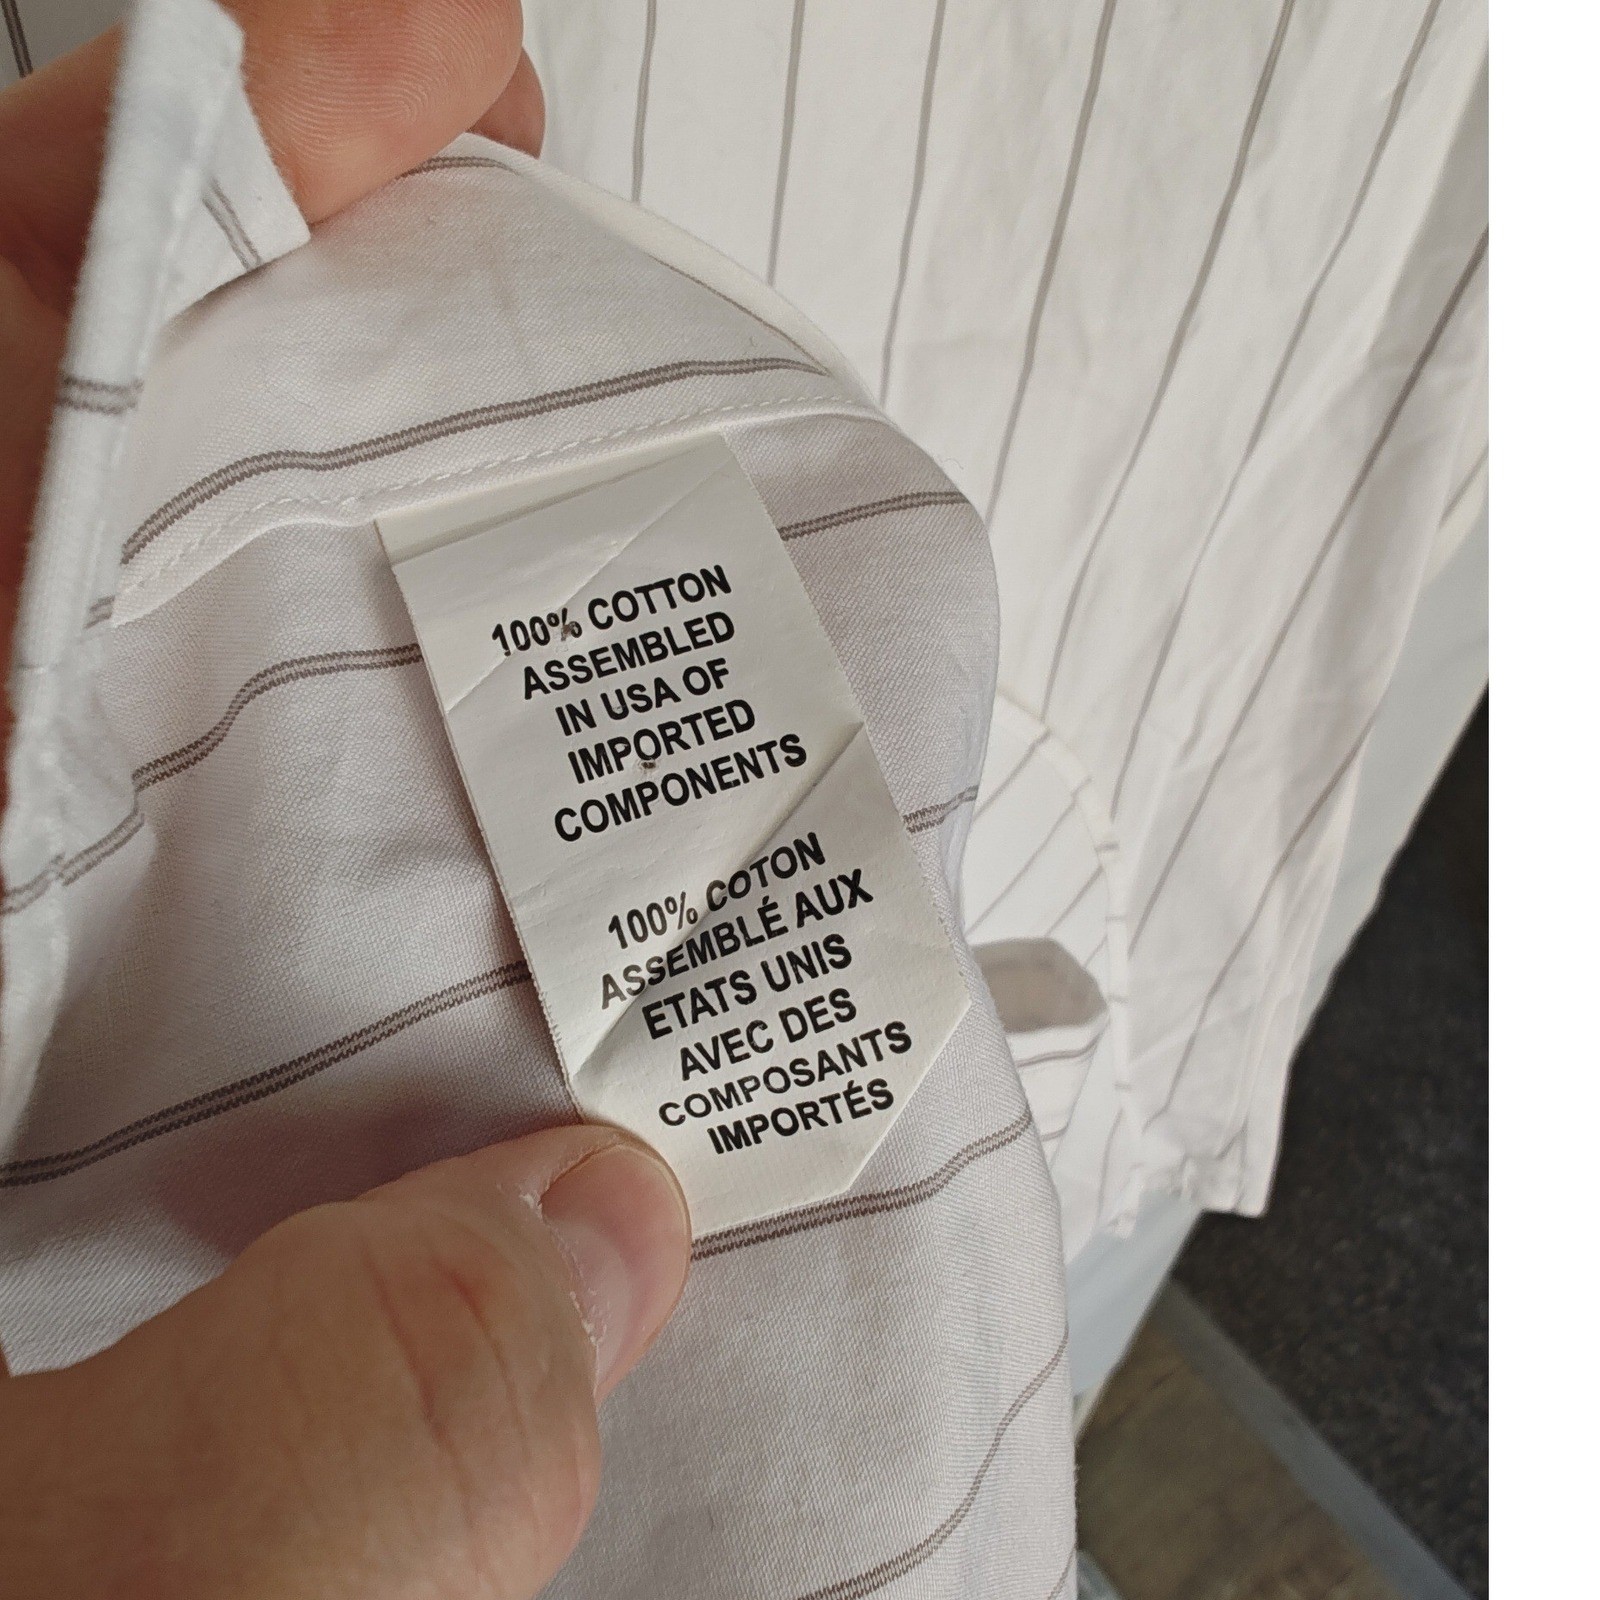 100% COTTON
ASSEMBLED
IN USA OF
IMPORTED
COMPONENTS
100% COTON
ASSEMBLÉ AUX
ETATS UNIS
AVEC DES
COMPOSANTS
IMPORTÉS